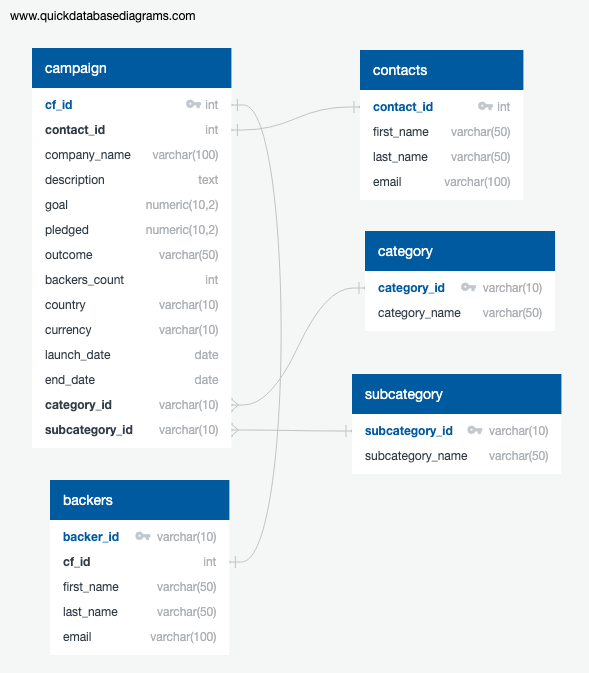 www.quickdatabasediagrams.com
campaign
cf_id int
contact_id int
company_name varchar(100)
description text
goal numeric(10,2)
pledged numeric(10,2)
outcome varchar(50)
backers_count int
country varchar(10)
currency varchar(10)
launch_date date
end_date date
category_id varchar(10)
subcategory_id varchar(10)
contacts
contact_id int
first_name varchar(50)
last_name varchar(50)
email varchar(100)
category
category_id varchar(10)
category_name varchar(50)
subcategory
subcategory_id varchar(10)
subcategory_name varchar(50)
backers
backer_id varchar(10)
cf_id int
first_name varchar(50)
last_name varchar(50)
email varchar(100)